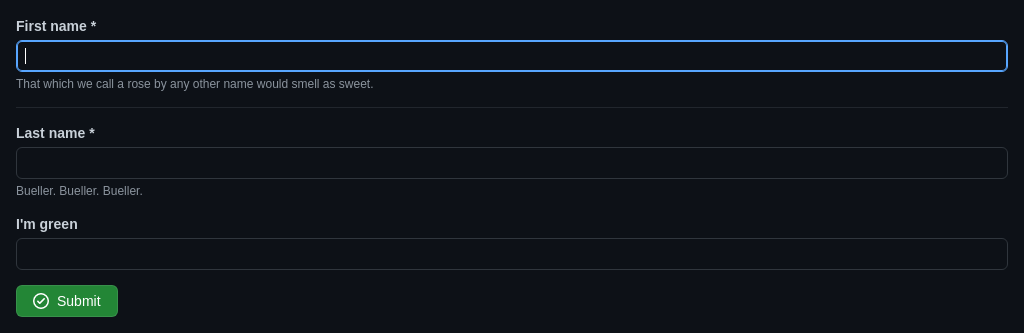 First name *
That which we call a rose by any other name would smell as sweet.
Last name *
Bueller. Bueller. Bueller.
I'm green
Submit